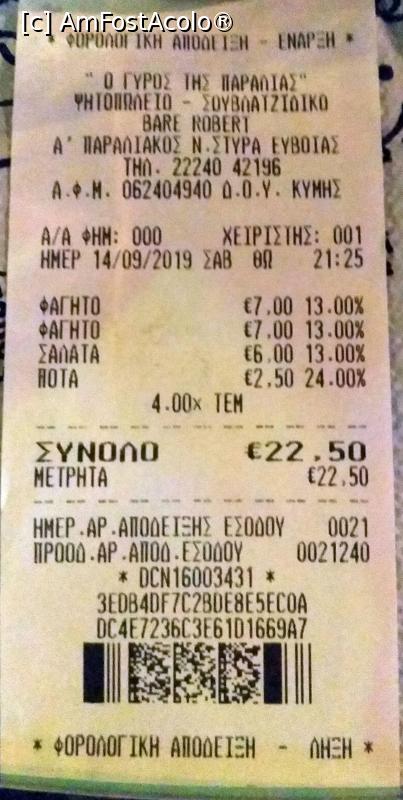 [c] AmFostAcolo®
* ΦΟΡΟΛΟΓΙΚΗ ΑΠΟΔΕΙΞΗ - ΕΝΑΡΞΗ *
" Ο ΓΥΡΟΣ ΤΗΣ ΠΑΡΑΛΙΑΣ"
ΨΗΤΟΠΩΛΕΙΟ - ΣΟΥΒΛΑΤΖΙΔΙΚΟ
BARE ROBERT
Α' ΠΑΡΑΛΙΑΚΟΣ Ν.ΣΤΥΡΑ ΕΥΒΟΙΑΣ
ΤΗΛ. 22240 42196
Α.Φ.Μ. 062404940 Δ.Ο.Υ. ΚΥΜΗΣ
Α/Α ΦΗΜ: 000 ΧΕΙΡΙΣΤΗΣ: 001
ΗΜΕΡ 14/09/2019 ΣΑΒ ΘΩ 21:25
ΦΑΓΗΤΟ €7,00 13.00%
ΦΑΓΗΤΟ €7,00 13.00%
ΣΑΛΑΤΑ €6,00 13.00%
ΠΟΤΑ €2,50 24.00%
4.00x ΤΕΜ
ΣΥΝΟΛΟ €22,50
ΜΕΤΡΗΤΑ €22,50
ΗΜΕΡ.ΑΡ.ΑΠΟΔΕΙΞΗΣ ΕΣΟΔΟΥ 0021
ΠΡΟΟΔ.ΑΡ.ΑΠΟΔ.ΕΣΟΔΟΥ 0021240
* DCN16003431 *
3EDB4DF7C2BDE8E5EC0A
DC4E7236C3E61D1669A7
* ΦΟΡΟΛΟΓΙΚΗ ΑΠΟΔΕΙΞΗ - ΛΗΞΗ *